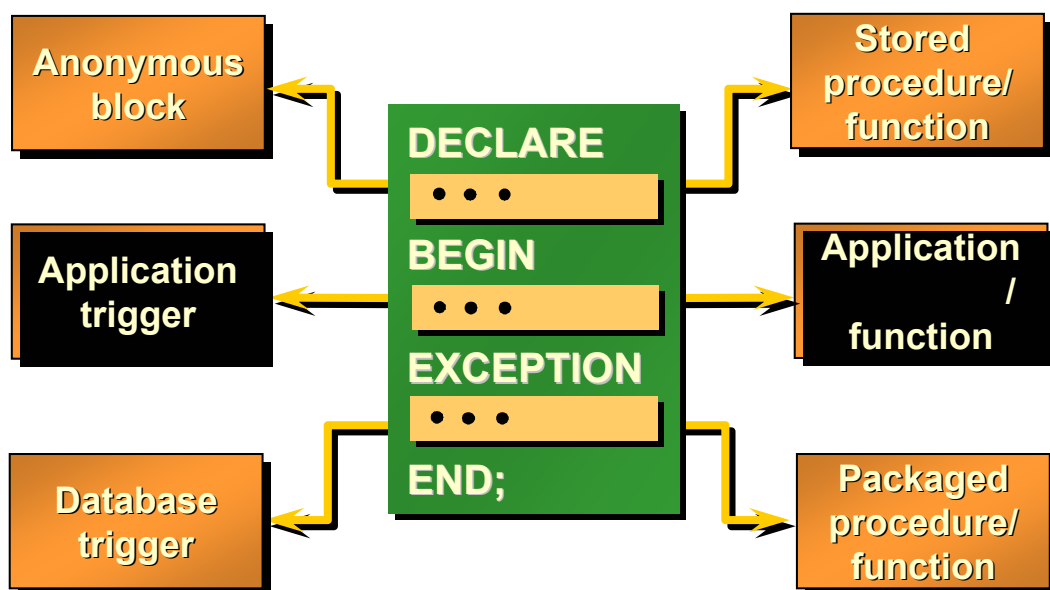 Anonymous
block
Application
trigger
Database
trigger
DECLARE
• • •
BEGIN
• • •
EXCEPTION
• • •
END;
Stored
procedure/
function
Application
/
function
Packaged
procedure/
function